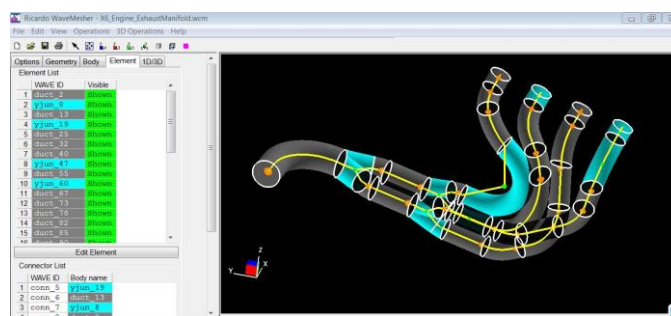 Ricardo WaveMesher - XII_Engine_ExhaustManifold.wcm
File Edit View Operations 3D Operations Help
Options Geometry Body Element 1D/3D
Element List
WAVE ID Visible
1 duct_2 Shown
2 yjun_8 Shown
3 duct_13 Shown
4 yjun_19 Shown
5 duct_25 Shown
6 duct_32 Shown
7 duct_40 Shown
8 yjun_47 Shown
9 duct_55 Shown
10 yjun_60 Shown
11 duct_67 Shown
12 duct_73 Shown
13 duct_78 Shown
14 duct_82 Shown
15 duct_85 Shown
16 duct_90 Shown
Edit Element
Connector List
WAVE ID Body name
1 conn_5 yjun_19
2 conn_6 duct_13
3 conn_7 yjun_8
Z
Y X